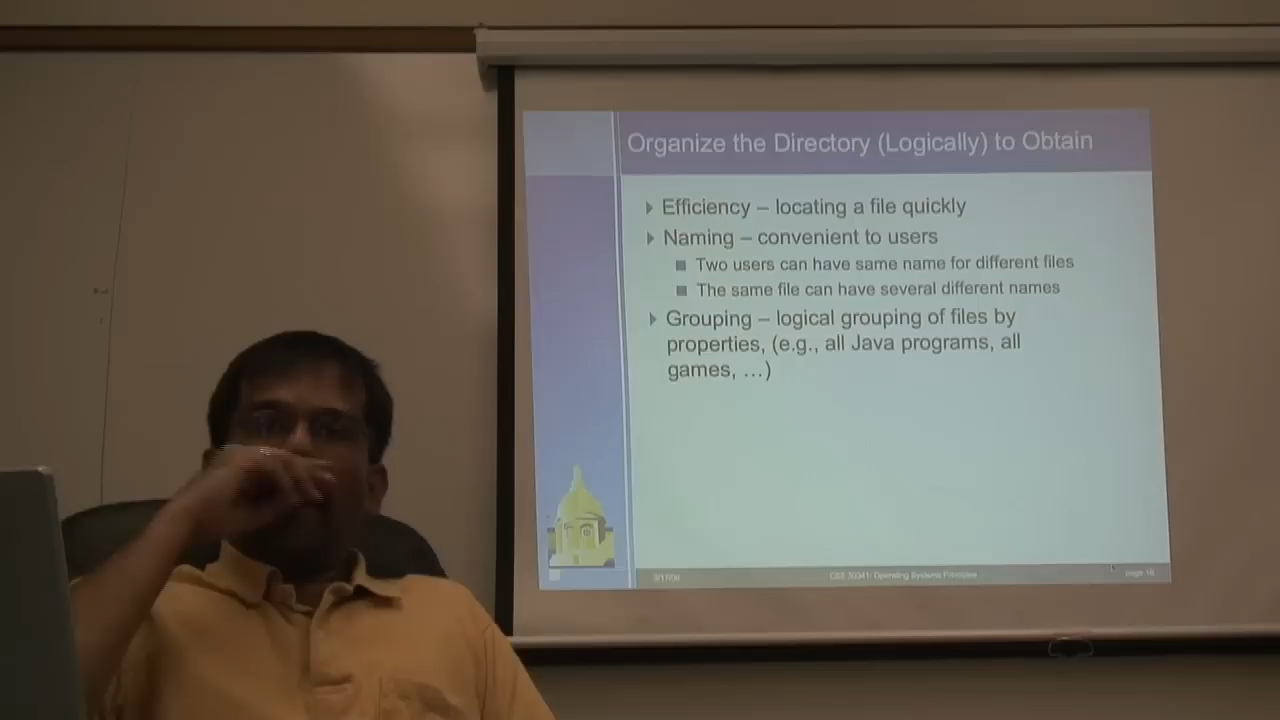 Organize the Directory (Logically) to Obtain
Efficiency – locating a file quickly
Naming – convenient to users
Two users can have same name for different files
The same file can have several different names
Grouping – logical grouping of files by
properties, (e.g., all Java programs, all
games, …)
Operating Systems Principles
page 16